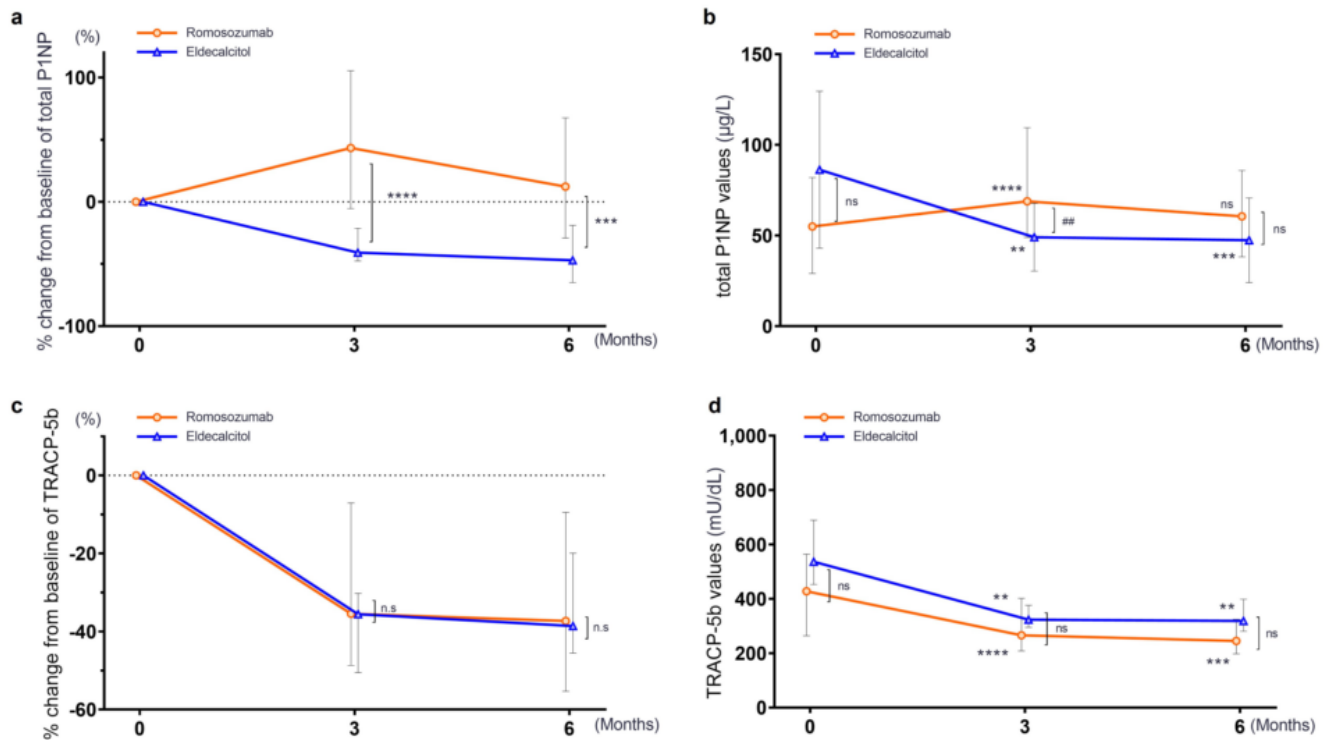 a
(%)
Romosozumab
Eldecalcitol
% change from baseline of total P1NP
100
0
-100
****
***
0
3
6
(Months)
b
Romosozumab
Eldecalcitol
total P1NP values (µg/L)
150
100
50
0
ns
****
##
**
ns
ns
***
0
3
6
(Months)
c
(%)
Romosozumab
Eldecalcitol
% change from baseline of TRACP-5b
0
-20
-40
-60
n.s
n.s
0
3
6
(Months)
d
Romosozumab
Eldecalcitol
TRACP-5b values (mU/dL)
1,000
800
600
400
200
0
ns
**
ns
****
**
ns
***
0
3
6
(Months)